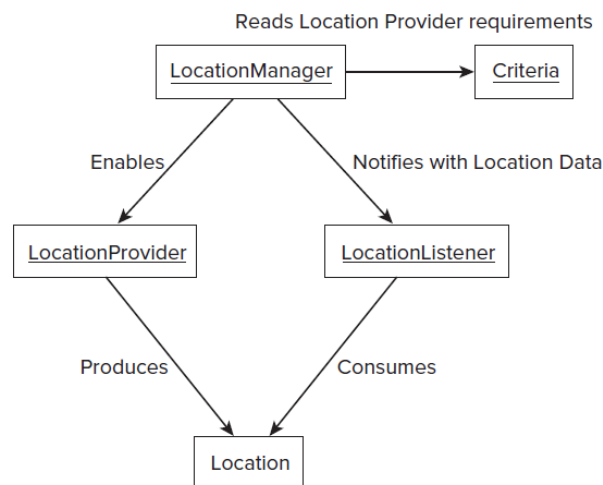 Reads Location Provider requirements
LocationManager
Criteria
Enables
Notifies with Location Data
LocationProvider
LocationListener
Produces
Consumes
Location